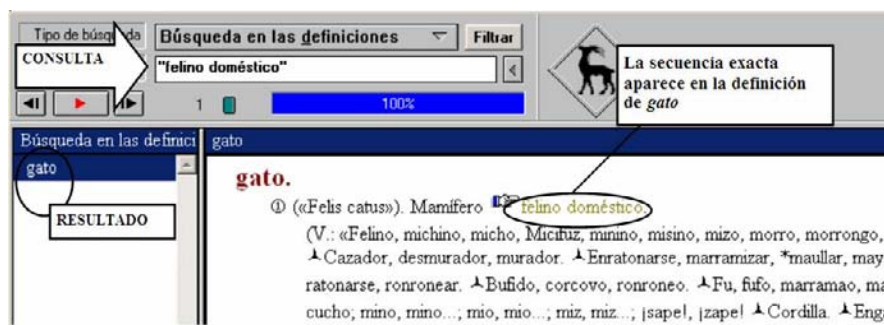 Tipo de búsqueda
Búsqueda en las definiciones
Filtrar
CONSULTA
"felino doméstico"
La secuencia exacta
aparece en la definición
de gato
1
100%
Búsqueda en las definici
gato
gato
RESULTADO
gato.
① («Felis catus»). Mamífero felino doméstico.
(V.: «Felino, michino, micho, Micifuz, minino, misino, mizo, morro, morrongo,
Cazador, desmurador, murador. Enratonarse, marramizar, *maullar, may
ratonarse, ronronear. Bufido, corcovo, ronroneo. Fu, fufo, marramao, ma
cucho; mino, mino...; mio, mio...; miz, miz...; ¡sape!, ¡zape! Cordilla. Eng